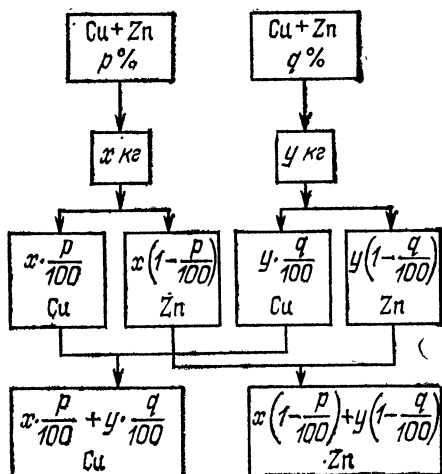 Cu+Zn
p%
Cu+Zn
q%
x кг
y кг
x·p/100
Cu
x(1-p/100)
Zn
y·q/100
Cu
y(1-q/100)
Zn
x·p/100+y·q/100
Cu
x(1-p/100)+y(1-q/100)
Zn